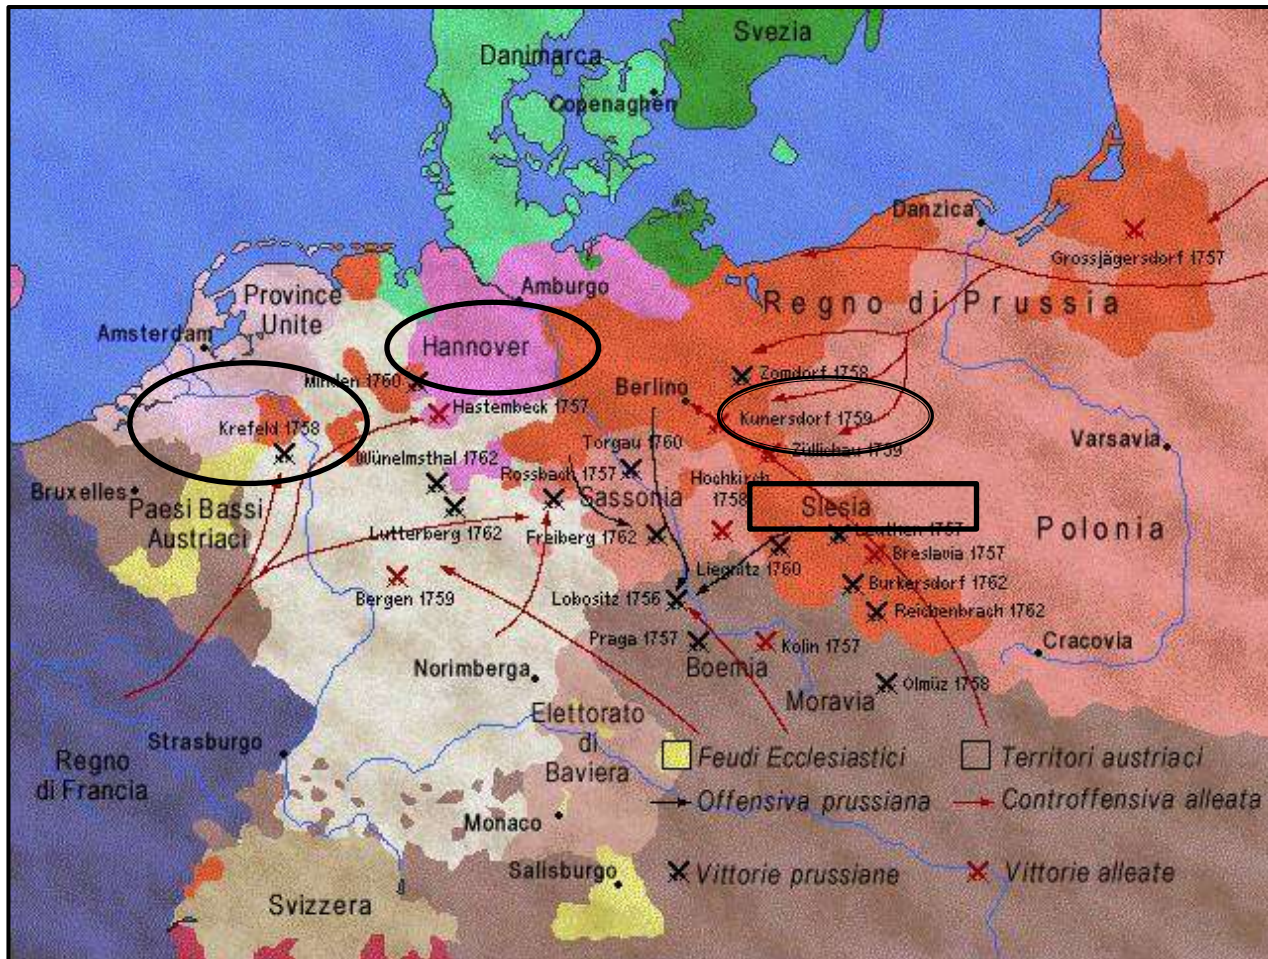 Svezia
Danimarca
Copenaghen
Danzica
Grossjägersdorf 1757
Regno di Prussia
Amburgo
Province
Unite
Amsterdam
Hannover
Minden 1760
Hastembeck 1757
Berlino
Zorndorf 1758
Kunersdorf 1759
Züllichau 1759
Varsavia
Krefeld 1758
Torgau 1760
Wünelmsthal 1762
Rossbach 1757
Hochkirch
1758
Bruxelles
Paesi Bassi
Austriaci
Sassonia
Slesia
Polonia
Lutterberg 1762
Freiberg 1762
Leuthen 1757
Breslavia 1757
Liegnitz 1760
Burkersdorf 1762
Bergen 1759
Lobositz 1756
Reichenbrach 1762
Praga 1757
Kolin 1757
Cracovia
Boemia
Norimberga
Moravia
Olmüz 1758
Elettorato
di
Baviera
Strasburgo
Regno
di Francia
Feudi Ecclesiastici
Territori austriaci
Offensiva prussiana
Controffensiva alleata
Monaco
Salisburgo
Vittorie prussiane
Vittorie alleate
Svizzera